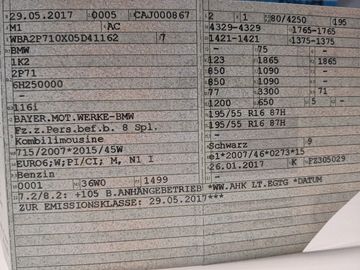 29.05.2017 0005 CAJ000867
M1 AC
WBA2P710X05D41162 7
BMW
1K2
2P71
6H250000
-
116i
BAYER.MOT.WERKE-BMW
Fz.z.Pers.bef.b. 8 Spl.
Kombilimousine
715/2007*2015/45W
EURO6;W;PI/CI; M, N1 I
Benzin
0001 36W0 1499
2 1 80/4250 195
4329-4329 1765-1765
1421-1421 1375-1375
- 75 -
123 1865 1865
850 1090 -
850 1090 -
77 3300 71
1200 650 5 -
195/55 R16 87H
195/55 R16 87H
-
Schwarz 9
e1*2007/46*0273*15
26.01.2017 K PZ305029
7.2/8.2: +105 B.ANHÄNGEBETRIEB *WW.AHK LT.EGTG *DATUM
ZUR EMISSIONSKLASSE: 29.05.2017***